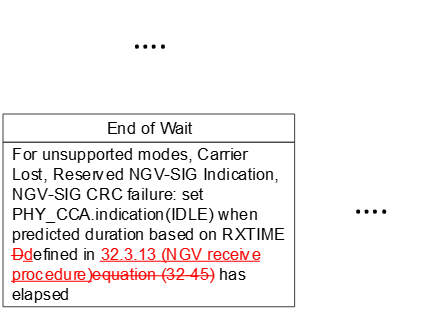 ....
End of Wait
For unsupported modes, Carrier
Lost, Reserved NGV-SIG Indication,
NGV-SIG CRC failure: set
PHY_CCA.indication(IDLE) when
predicted duration based on RXTIME
Ddefined in 32.3.13 (NGV receive
procedure)equation (32-45) has
elapsed
....